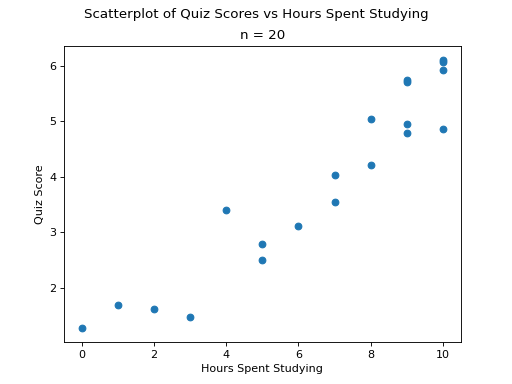 Scatterplot of Quiz Scores vs Hours Spent Studying
n = 20
6
5
4
3
2
Quiz Score
0 2 4 6 8 10
Hours Spent Studying